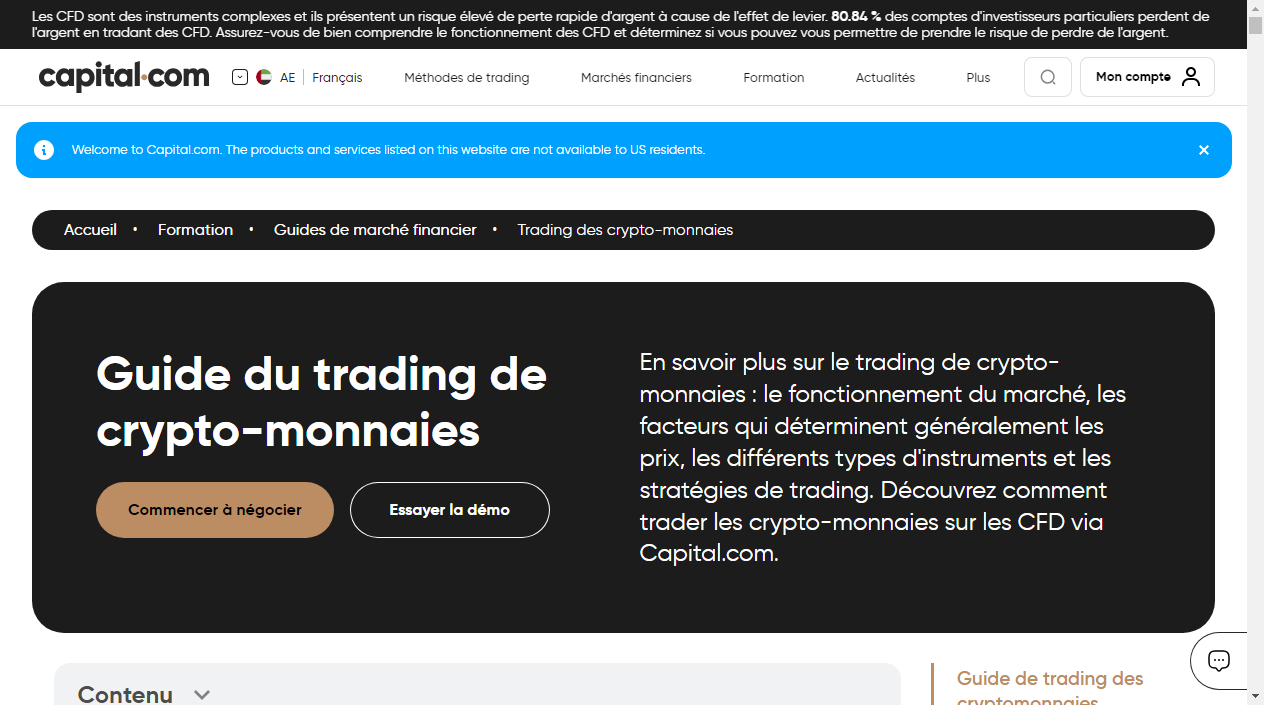 Les CFD sont des instruments complexes et ils présentent un risque élevé de perte rapide d'argent à cause de l'effet de levier. 80.84 % des comptes d'investisseurs particuliers perdent de
l'argent en tradant des CFD. Assurez-vous de bien comprendre le fonctionnement des CFD et déterminez si vous pouvez vous permettre de prendre le risque de perdre de l'argent.
capital.com AE Français Méthodes de trading Marchés financiers Formation Actualités Plus Mon compte
Welcome to Capital.com. The products and services listed on this website are not available to US residents.
Accueil • Formation • Guides de marché financier • Trading des crypto-monnaies
Guide du trading de
crypto-monnaies
Commencer à négocier Essayer la démo
En savoir plus sur le trading de crypto-
monnaies : le fonctionnement du marché, les
facteurs qui déterminent généralement les
prix, les différents types d'instruments et les
stratégies de trading. Découvrez comment
trader les crypto-monnaies sur les CFD via
Capital.com.
Contenu
Guide de trading des
cryptomonnaies